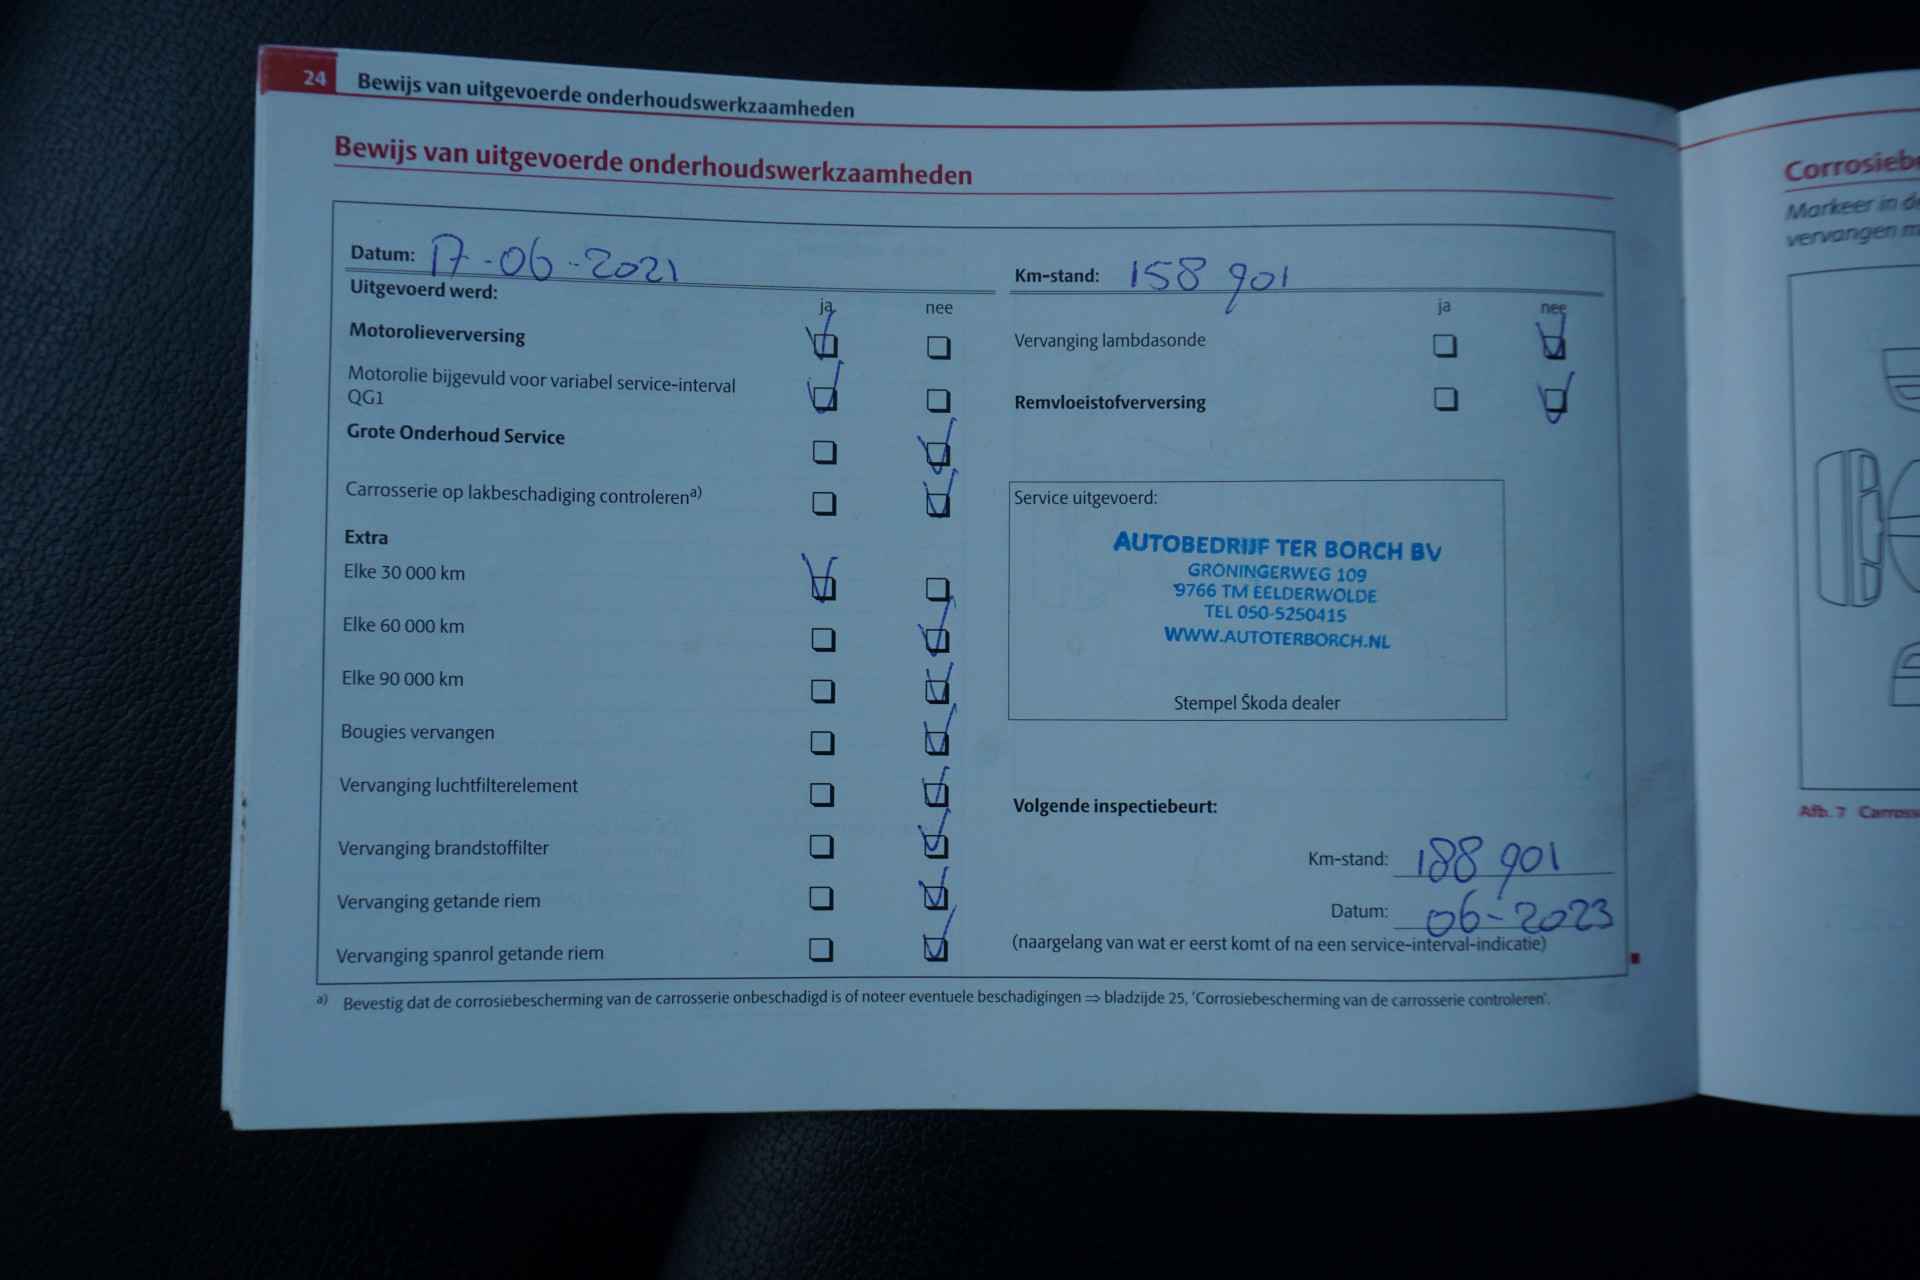 24 Bewijs van uitgevoerde onderhoudswerkzaamheden
Bewijs van uitgevoerde onderhoudswerkzaamheden
Datum: 17-06-2021
Uitgevoerd werd:
ja nee
Motorolieverversing
Motorolie bijgevuld voor variabel service-interval
QG1
Grote Onderhoud Service
Carrosserie op lakbeschadiging controlerena)
Extra
Elke 30 000 km
Elke 60 000 km
Elke 90 000 km
Bougies vervangen
Vervanging luchtfilterelement
Vervanging brandstoffilter
Vervanging getande riem
Vervanging spanrol getande riem
Km-stand: 158 901
ja nee
Vervanging lambdasonde
Remvloeistofverversing
Service uitgevoerd:
AUTOBEDRIJF TER BORCH BV
GRONINGERWEG 109
9766 TM EELDERWOLDE
TEL 050-5250415
WWW.AUTOTERBORCH.NL
Stempel Škoda dealer
Volgende inspectiebeurt:
Km-stand: 188 901
Datum: 06-2023
(naargelang van wat er eerst komt of na een service-interval-indicatie)
a) Bevestig dat de corrosiebescherming van de carrosserie onbeschadigd is of noteer eventuele beschadigingen ⇒ bladzijde 25, 'Corrosiebescherming van de carrosserie controleren'.
Markeer in
vervangen
Afb. 7